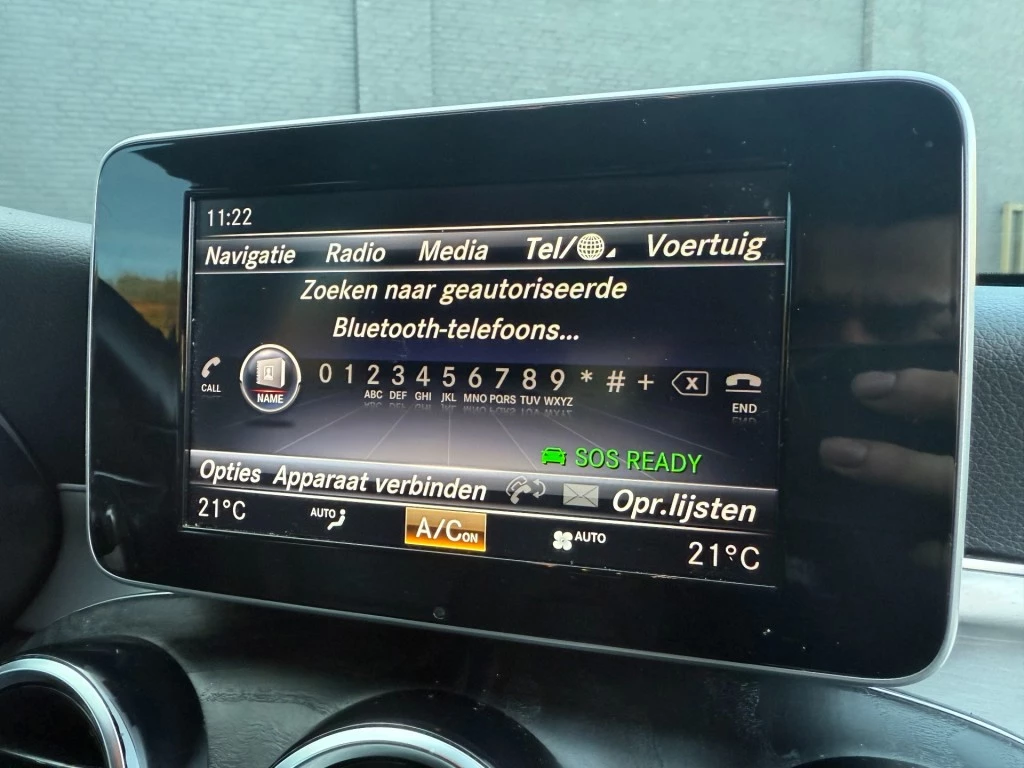 11:22
Navigatie Radio Media Tel/ Voertuig
Zoeken naar geautoriseerde
Bluetooth-telefoons...
CALL NAME 0 1 2 3 4 5 6 7 8 9 * # + X END
ABC DEF GHI JKL MNO PQRS TUV WXYZ
SOS READY
Opties Apparaat verbinden Opr.lijsten
21°C AUTO A/C ON AUTO 21°C